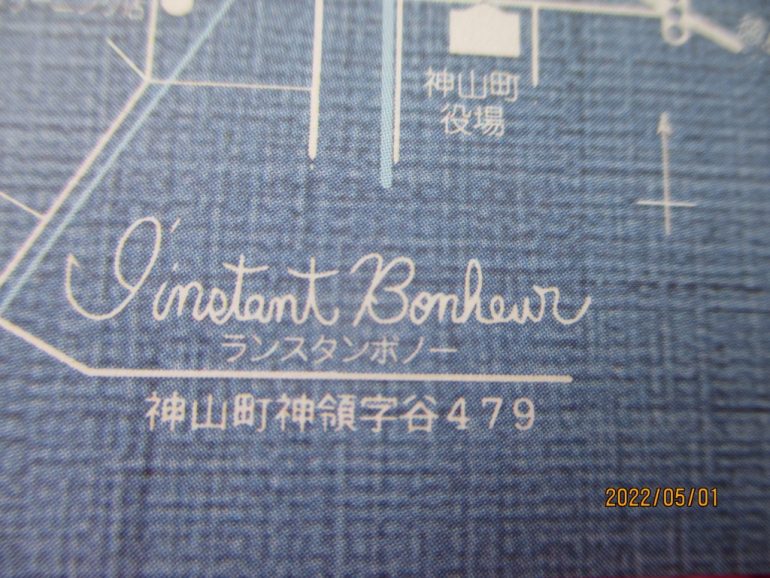 神山町
役場
l'instant Bonheur
ランスタンボノー
神山町神領字谷479
2022/05/01